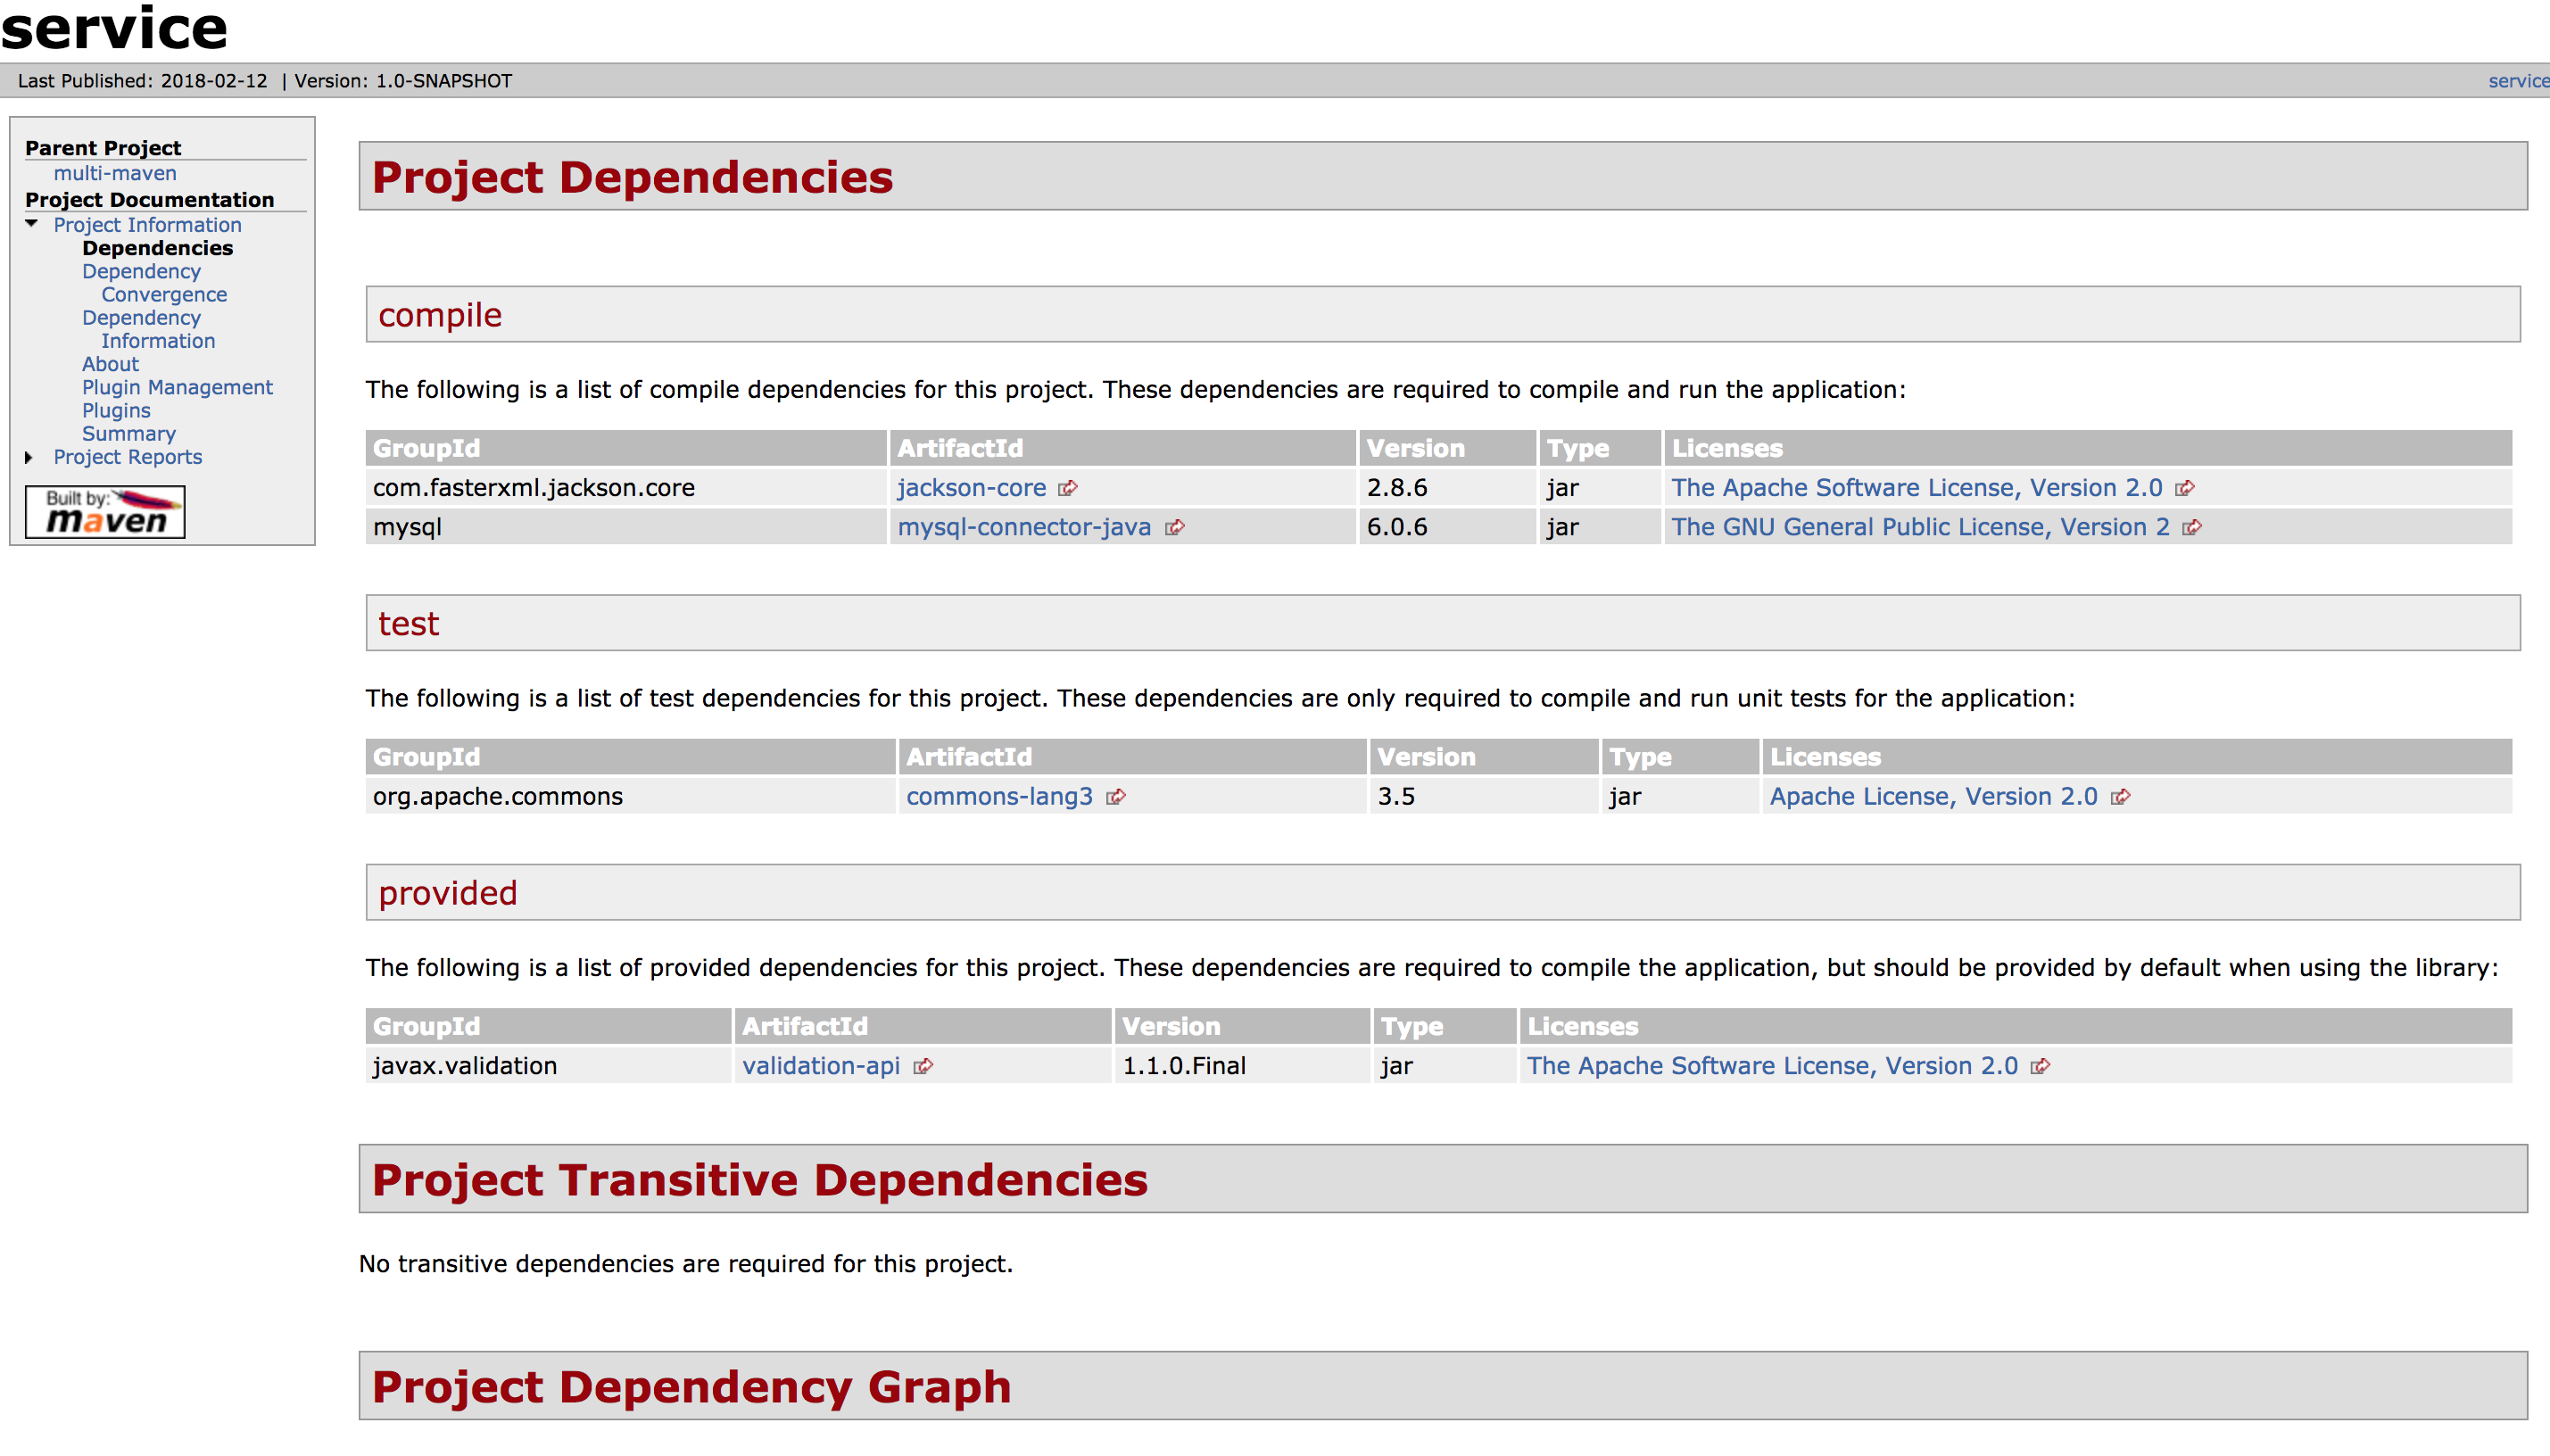 service
Last Published: 2018-02-12 | Version: 1.0-SNAPSHOT service
Parent Project
multi-maven
Project Documentation
Project Information
Dependencies
Dependency
Convergence
Dependency
Information
About
Plugin Management
Plugins
Summary
Project Reports
Built by:
maven
Project Dependencies
compile
The following is a list of compile dependencies for this project. These dependencies are required to compile and run the application:
GroupId ArtifactId Version Type Licenses
com.fasterxml.jackson.core jackson-core 2.8.6 jar The Apache Software License, Version 2.0
mysql mysql-connector-java 6.0.6 jar The GNU General Public License, Version 2
test
The following is a list of test dependencies for this project. These dependencies are only required to compile and run unit tests for the application:
GroupId ArtifactId Version Type Licenses
org.apache.commons commons-lang3 3.5 jar Apache License, Version 2.0
provided
The following is a list of provided dependencies for this project. These dependencies are required to compile the application, but should be provided by default when using the library:
GroupId ArtifactId Version Type Licenses
javax.validation validation-api 1.1.0.Final jar The Apache Software License, Version 2.0
Project Transitive Dependencies
No transitive dependencies are required for this project.
Project Dependency Graph